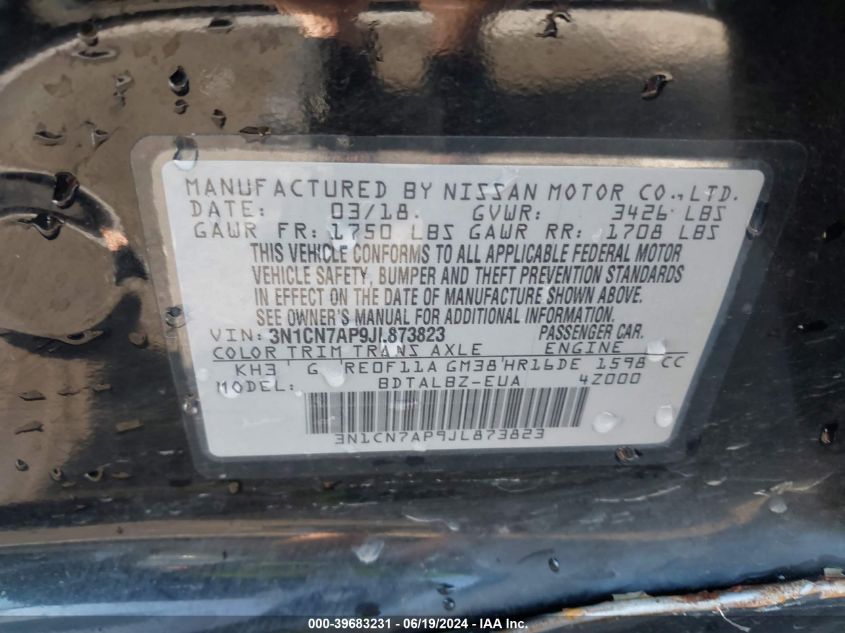 MANUFACTURED BY NISSAN MOTOR CO., LTD.
DATE: 03/18 GVWR: 3426 LBS
GAWR FR: 1750 LBS GAWR RR: 1708 LBS
THIS VEHICLE CONFORMS TO ALL APPLICABLE FEDERAL MOTOR
VEHICLE SAFETY, BUMPER AND THEFT PREVENTION STANDARDS
IN EFFECT ON THE DATE OF MANUFACTURE SHOWN ABOVE.
SEE OWNER'S MANUAL FOR ADDITIONAL INFORMATION.
VIN: 3N1CN7AP9JL873823 PASSENGER CAR.
COLOR TRIM TRANS AXLE ENGINE
KH3 G RE0F11A GM38 HR16DE 1598 CC
MODEL: BDTALBZ-EUA 4Z000
3N1CN7AP9JL873823
000-39683231 - 06/19/2024 - IAA Inc.